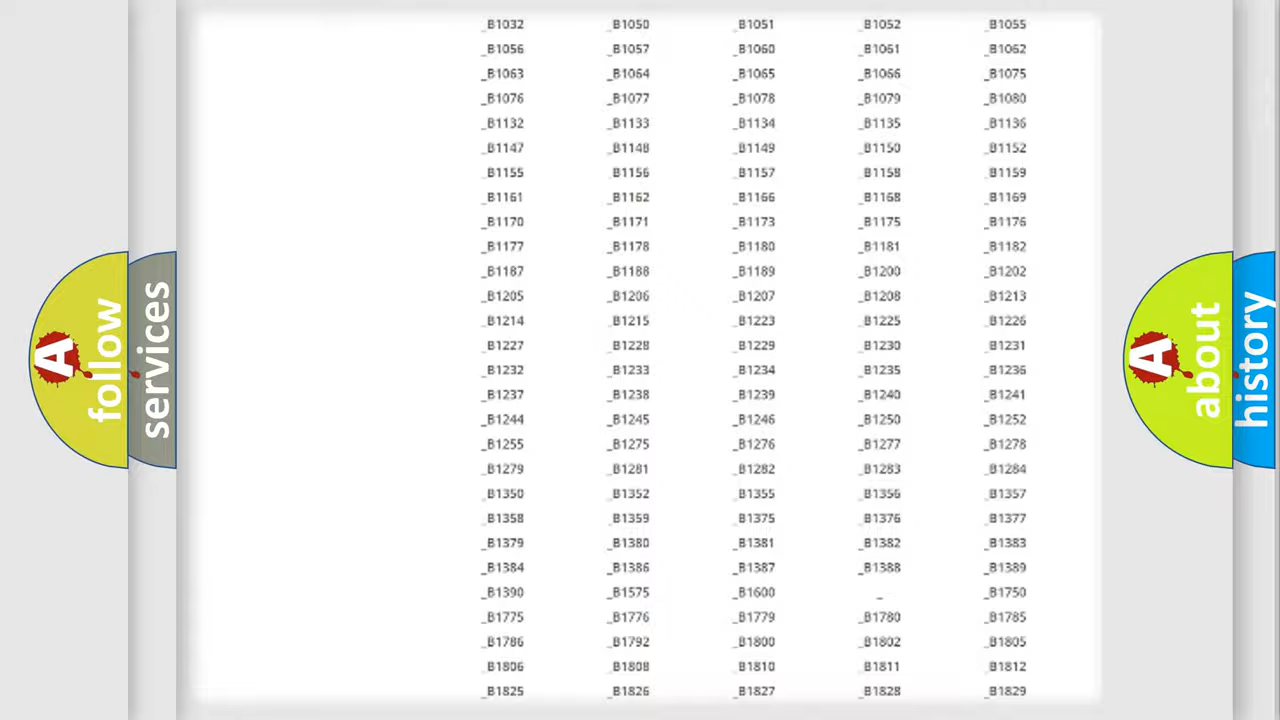 _B1032 _B1050 _B1051 _B1052 _B1055
_B1056 _B1057 _B1060 _B1061 _B1062
_B1063 _B1064 _B1065 _B1066 _B1075
_B1076 _B1077 _B1078 _B1079 _B1080
_B1132 _B1133 _B1134 _B1135 _B1136
_B1147 _B1148 _B1149 _B1150 _B1152
_B1155 _B1156 _B1157 _B1158 _B1159
_B1161 _B1162 _B1166 _B1168 _B1169
_B1170 _B1171 _B1173 _B1175 _B1176
_B1177 _B1178 _B1180 _B1181 _B1182
_B1187 _B1188 _B1189 _B1200 _B1202
_B1205 _B1206 _B1207 _B1208 _B1213
_B1214 _B1215 _B1223 _B1225 _B1226
_B1227 _B1228 _B1229 _B1230 _B1231
_B1232 _B1233 _B1234 _B1235 _B1236
_B1237 _B1238 _B1239 _B1240 _B1241
_B1244 _B1245 _B1246 _B1250 _B1252
_B1255 _B1275 _B1276 _B1277 _B1278
_B1279 _B1281 _B1282 _B1283 _B1284
_B1350 _B1352 _B1355 _B1356 _B1357
_B1358 _B1359 _B1375 _B1376 _B1377
_B1379 _B1380 _B1381 _B1382 _B1383
_B1384 _B1386 _B1387 _B1388 _B1389
_B1390 _B1575 _B1600 _ _B1750
_B1775 _B1776 _B1779 _B1780 _B1785
_B1786 _B1792 _B1800 _B1802 _B1805
_B1806 _B1808 _B1810 _B1811 _B1812
_B1825 _B1826 _B1827 _B1828 _B1829
A follow
services
A about
history